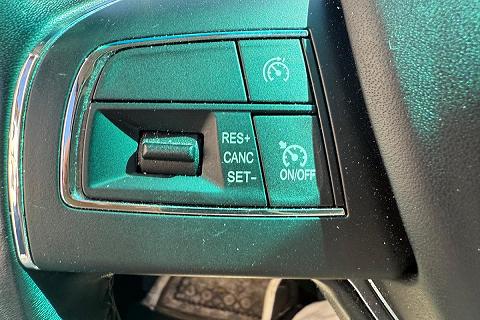 RES+
CANC
SET-
ON/OFF